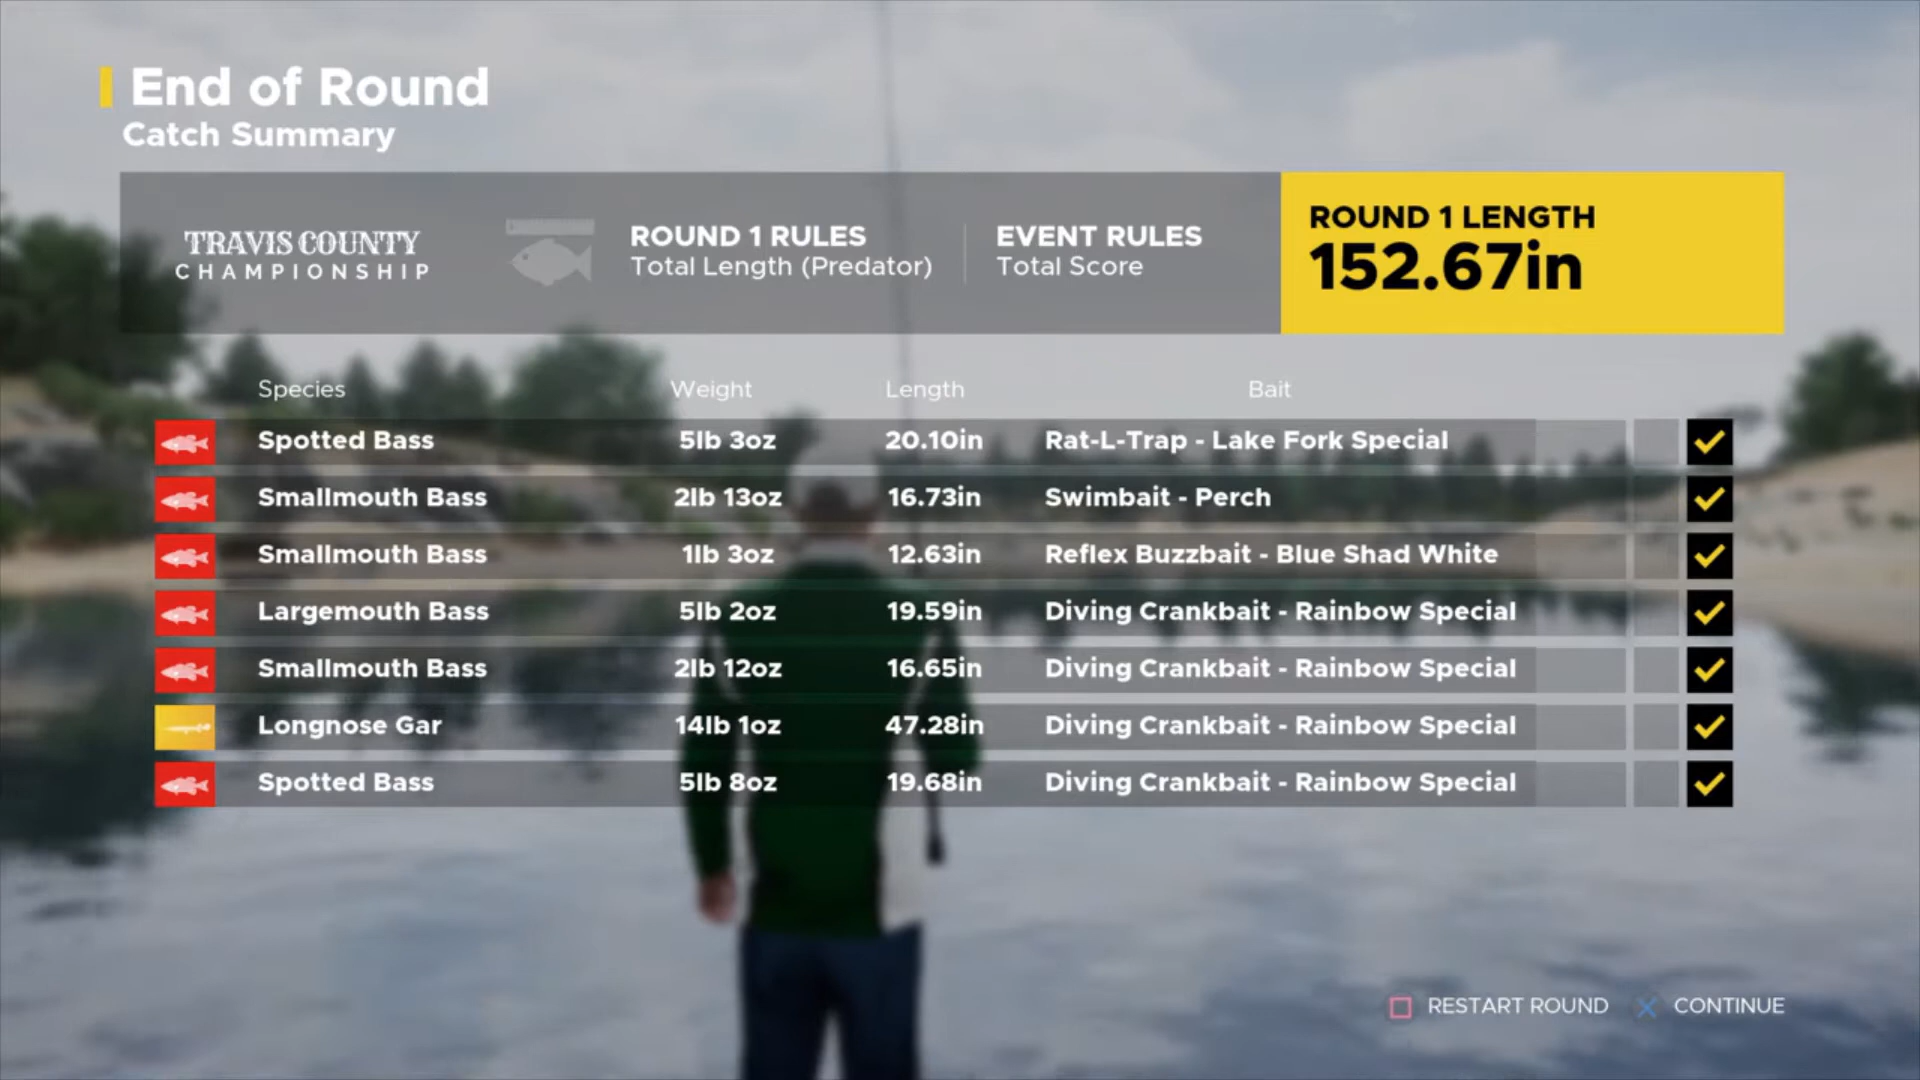 End of Round
Catch Summary
TRAVIS COUNTY
CHAMPIONSHIP
ROUND 1 RULES
Total Length (Predator)
EVENT RULES
Total Score
ROUND 1 LENGTH
152.67in
Species Weight Length Bait
Spotted Bass 5lb 3oz 20.10in Rat-L-Trap - Lake Fork Special
Smallmouth Bass 2lb 13oz 16.73in Swimbait - Perch
Smallmouth Bass 1lb 3oz 12.63in Reflex Buzzbait - Blue Shad White
Largemouth Bass 5lb 2oz 19.59in Diving Crankbait - Rainbow Special
Smallmouth Bass 2lb 12oz 16.65in Diving Crankbait - Rainbow Special
Longnose Gar 14lb 1oz 47.28in Diving Crankbait - Rainbow Special
Spotted Bass 5lb 8oz 19.68in Diving Crankbait - Rainbow Special
RESTART ROUND CONTINUE